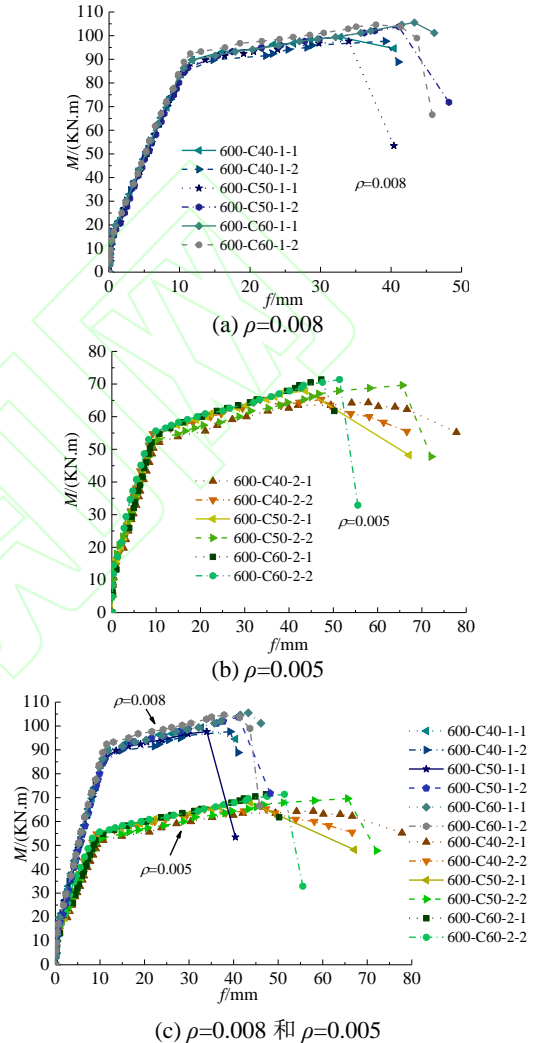 110
100
90
80
70
60
50
40
30
20
10
0
M/(KN.m)
600-C40-1-1
600-C40-1-2
600-C50-1-1
600-C50-1-2
600-C60-1-1
600-C60-1-2
ρ=0.008
0 10 20 30 40 50
f/mm
(a) ρ=0.008
80
70
60
50
40
30
20
10
0
M/(KN.m)
600-C40-2-1
600-C40-2-2
600-C50-2-1
600-C50-2-2
600-C60-2-1
600-C60-2-2
ρ=0.005
0 10 20 30 40 50 60 70 80
f/mm
(b) ρ=0.005
110
100
90
80
70
60
50
40
30
20
10
0
M/(KN.m)
ρ=0.008
ρ=0.005
600-C40-1-1
600-C40-1-2
600-C50-1-1
600-C50-1-2
600-C60-1-1
600-C60-1-2
600-C40-2-1
600-C40-2-2
600-C50-2-1
600-C50-2-2
600-C60-2-1
600-C60-2-2
0 10 20 30 40 50 60 70 80
f/mm
(c) ρ=0.008 和 ρ=0.005